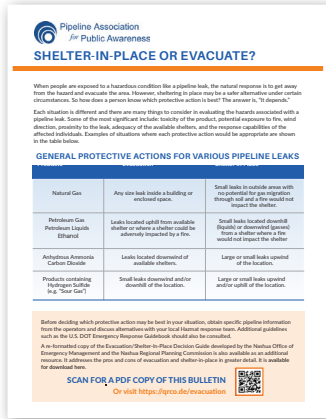 Pipeline Association
for Public Awareness
SHELTER-IN-PLACE OR EVACUATE?
When people are exposed to a hazardous condition like a pipeline leak, the natural response is to get away
from the hazard and evacuate the area. However, sheltering in place may be a safer alternative under certain
circumstances. So how does a person know which protective action is best? The answer is, "It depends."
Each situation is different and there are many things to consider in evaluating the hazards associated with a
pipeline leak. Some of the most significant include: toxicity of the product, potential exposure to fire, wind
direction, proximity to the leak, adequacy of the available shelters, and the response capabilities of the
affected individuals. Examples of situations where each protective action would be appropriate are shown
in the table below.
GENERAL PROTECTIVE ACTIONS FOR VARIOUS PIPELINE LEAKS
Natural Gas
Any size leak inside a building or
enclosed space.
Small leaks in outside areas with
no potential for gas migration
through soil and a fire would not
impact the shelter.
Petroleum Gas
Petroleum Liquids
Ethanol
Leaks located uphill from available
shelter or where a shelter could be
adversely impacted by a fire.
Small leaks located downhill
(liquids) or downwind (gasses)
from a shelter where a fire
would not impact the shelter
Anhydrous Ammonia
Carbon Dioxide
Leaks located downwind of
available shelters.
Large or small leaks upwind
of the location.
Products containing
Hydrogen Sulfide
(e.g. "Sour Gas")
Small leaks downwind and/or
downhill of the location.
Large or small leaks upwind
and/or uphill of the location.
Before deciding which protective action may be best in your situation, obtain specific pipeline information
from the operators and discuss alternatives with your local Hazmat response team. Additional guidelines
such as the U.S. DOT Emergency Response Guidebook should also be consulted.
A re-formatted copy of the Evacuation/Shelter-In-Place Decision Guide developed by the Nashua Office of
Emergency Management and the Nashua Regional Planning Commission is also available as an additional
resource. It addresses the pros and cons of evacuation and shelter-in-place in greater detail. It is available
for download here.
SCAN FOR A PDF COPY OF THIS BULLETIN
Or visit https://qrco.de/evacuation